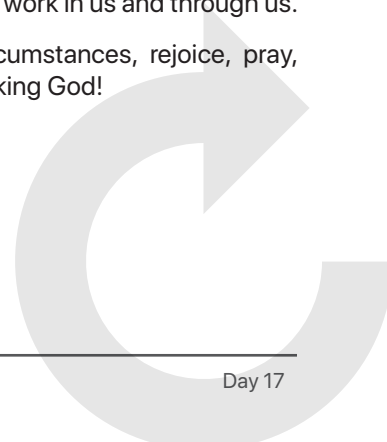 work in us and through us.
cumstances, rejoice, pray,
king God!
Day 17